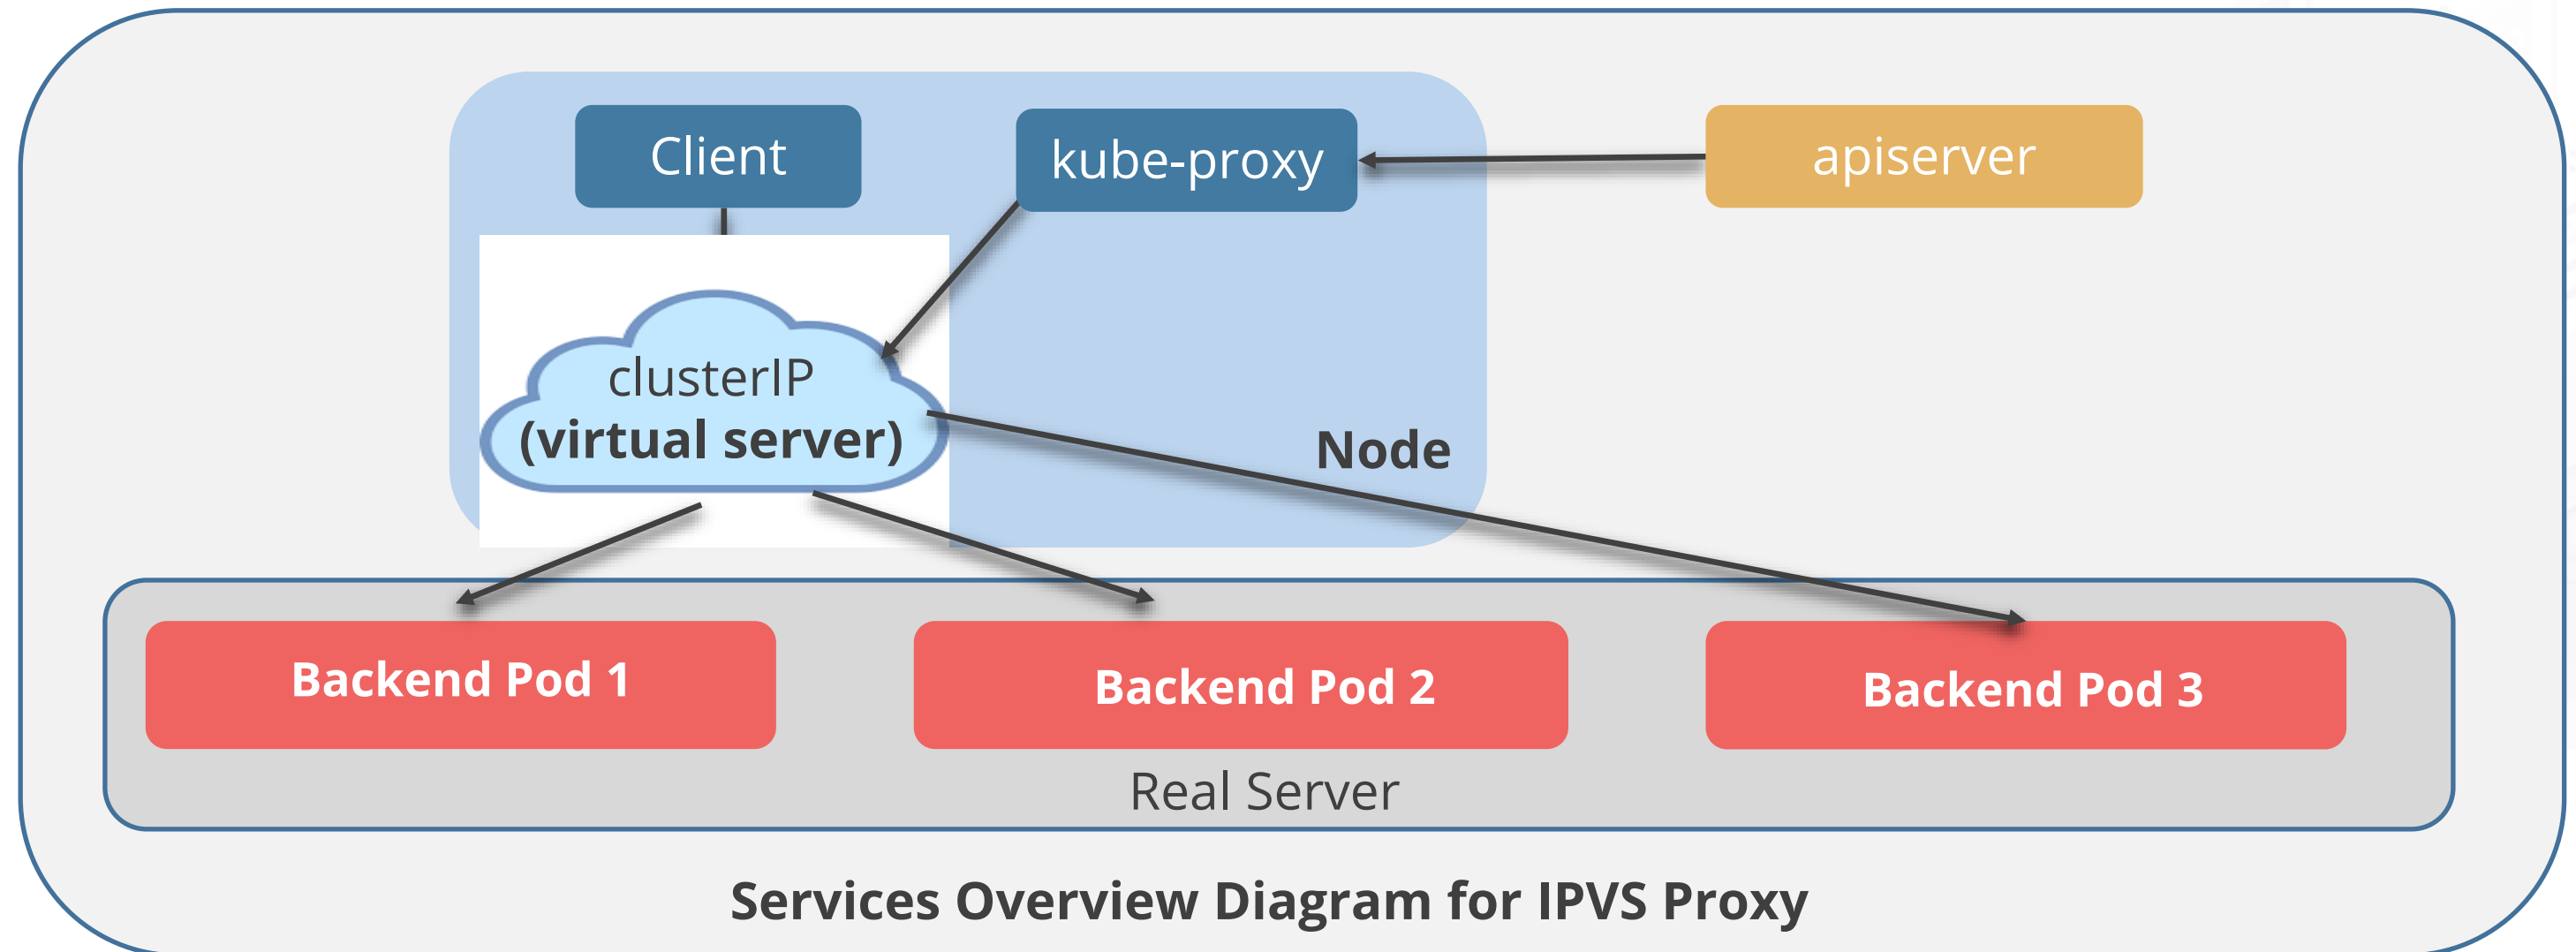 Client
kube-proxy
apiserver
clusterIP
(virtual server)
Node
Backend Pod 1
Backend Pod 2
Backend Pod 3
Real Server
Services Overview Diagram for IPVS Proxy